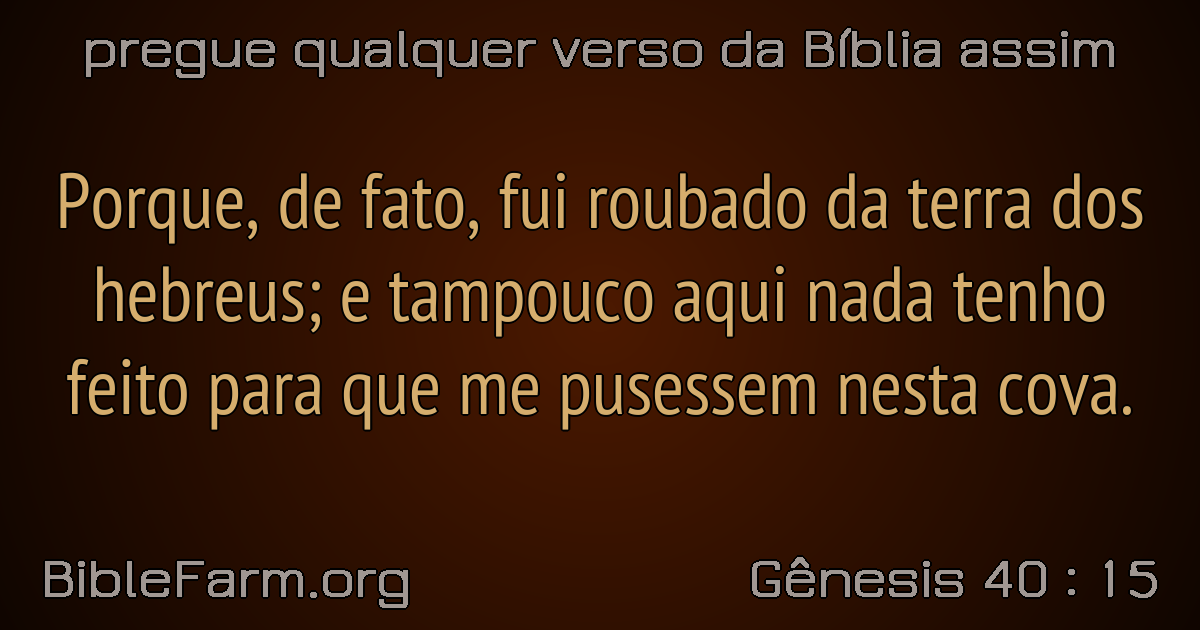 pregue qualquer verso da Bíblia assim
Porque, de fato, fui roubado da terra dos
hebreus; e tampouco aqui nada tenho
feito para que me pusessem nesta cova.
BibleFarm.org
Gênesis 40 : 15